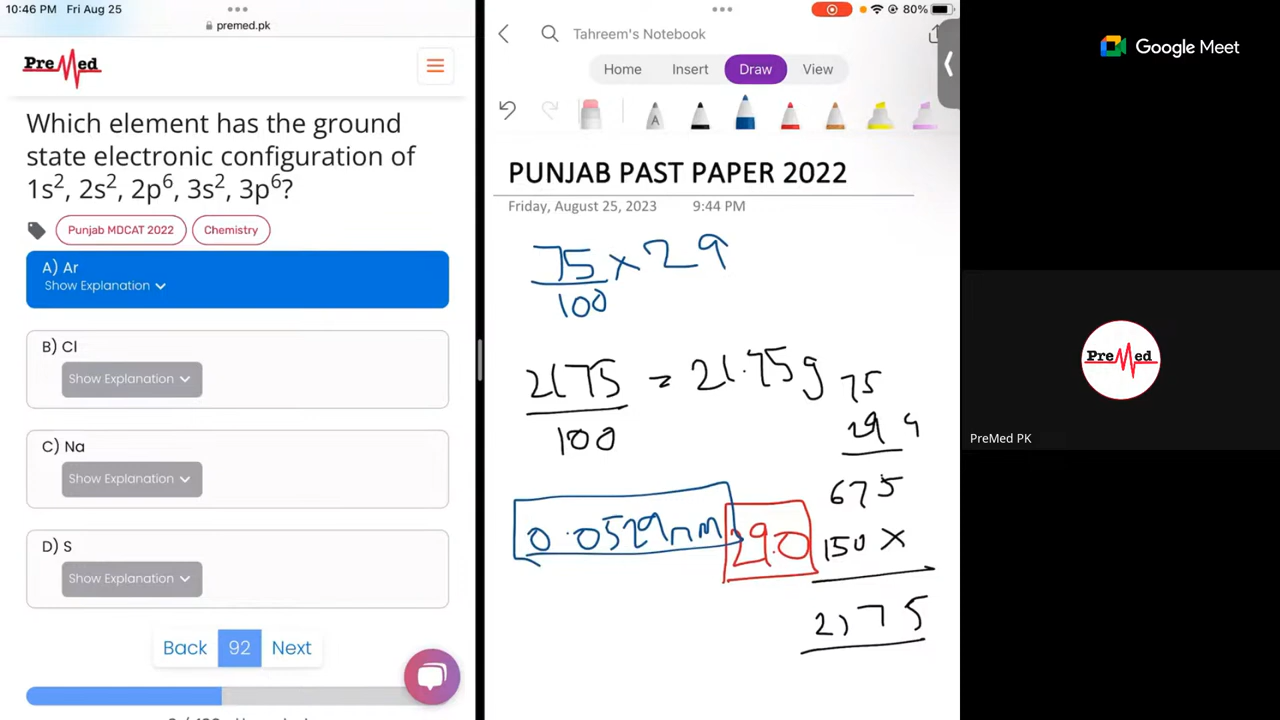 10:46 PM Fri Aug 25
premed.pk
PreMed
Which element has the ground
state electronic configuration of
1s², 2s², 2p⁶, 3s², 3p⁶?
Punjab MDCAT 2022
Chemistry
A) Ar
Show Explanation
B) Cl
Show Explanation
C) Na
Show Explanation
D) S
Show Explanation
Back
92
Next
80%
Tahreem's Notebook
Home
Insert
Draw
View
A
PUNJAB PAST PAPER 2022
Friday, August 25, 2023
9:44 PM
75 × 29
100
2175 = 21.75g
100
75
29 4
675
150 ×
2175
0.0529nm
29.0
Google Meet
PreMed
PreMed PK